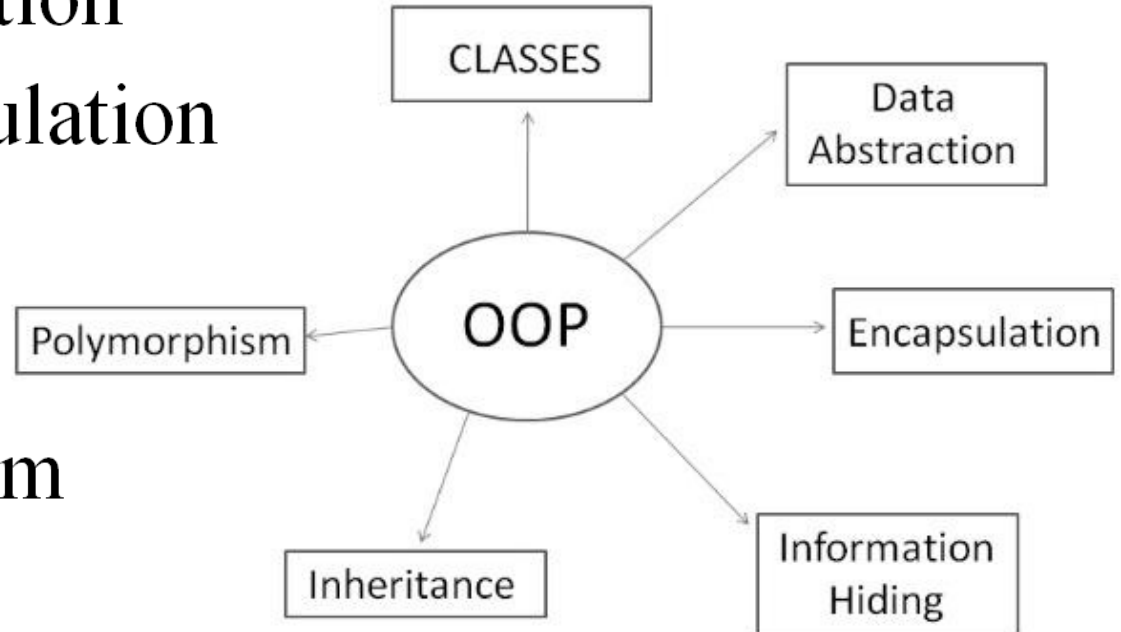 CLASSES
Data
Abstraction
OOP
Polymorphism
Encapsulation
Inheritance
Information
Hiding